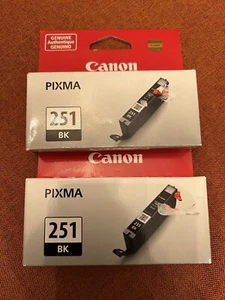 GENUINE
Authentique
GENUINO
Canon
PIXMA
251
BK
Canon
PIXMA
251
BK